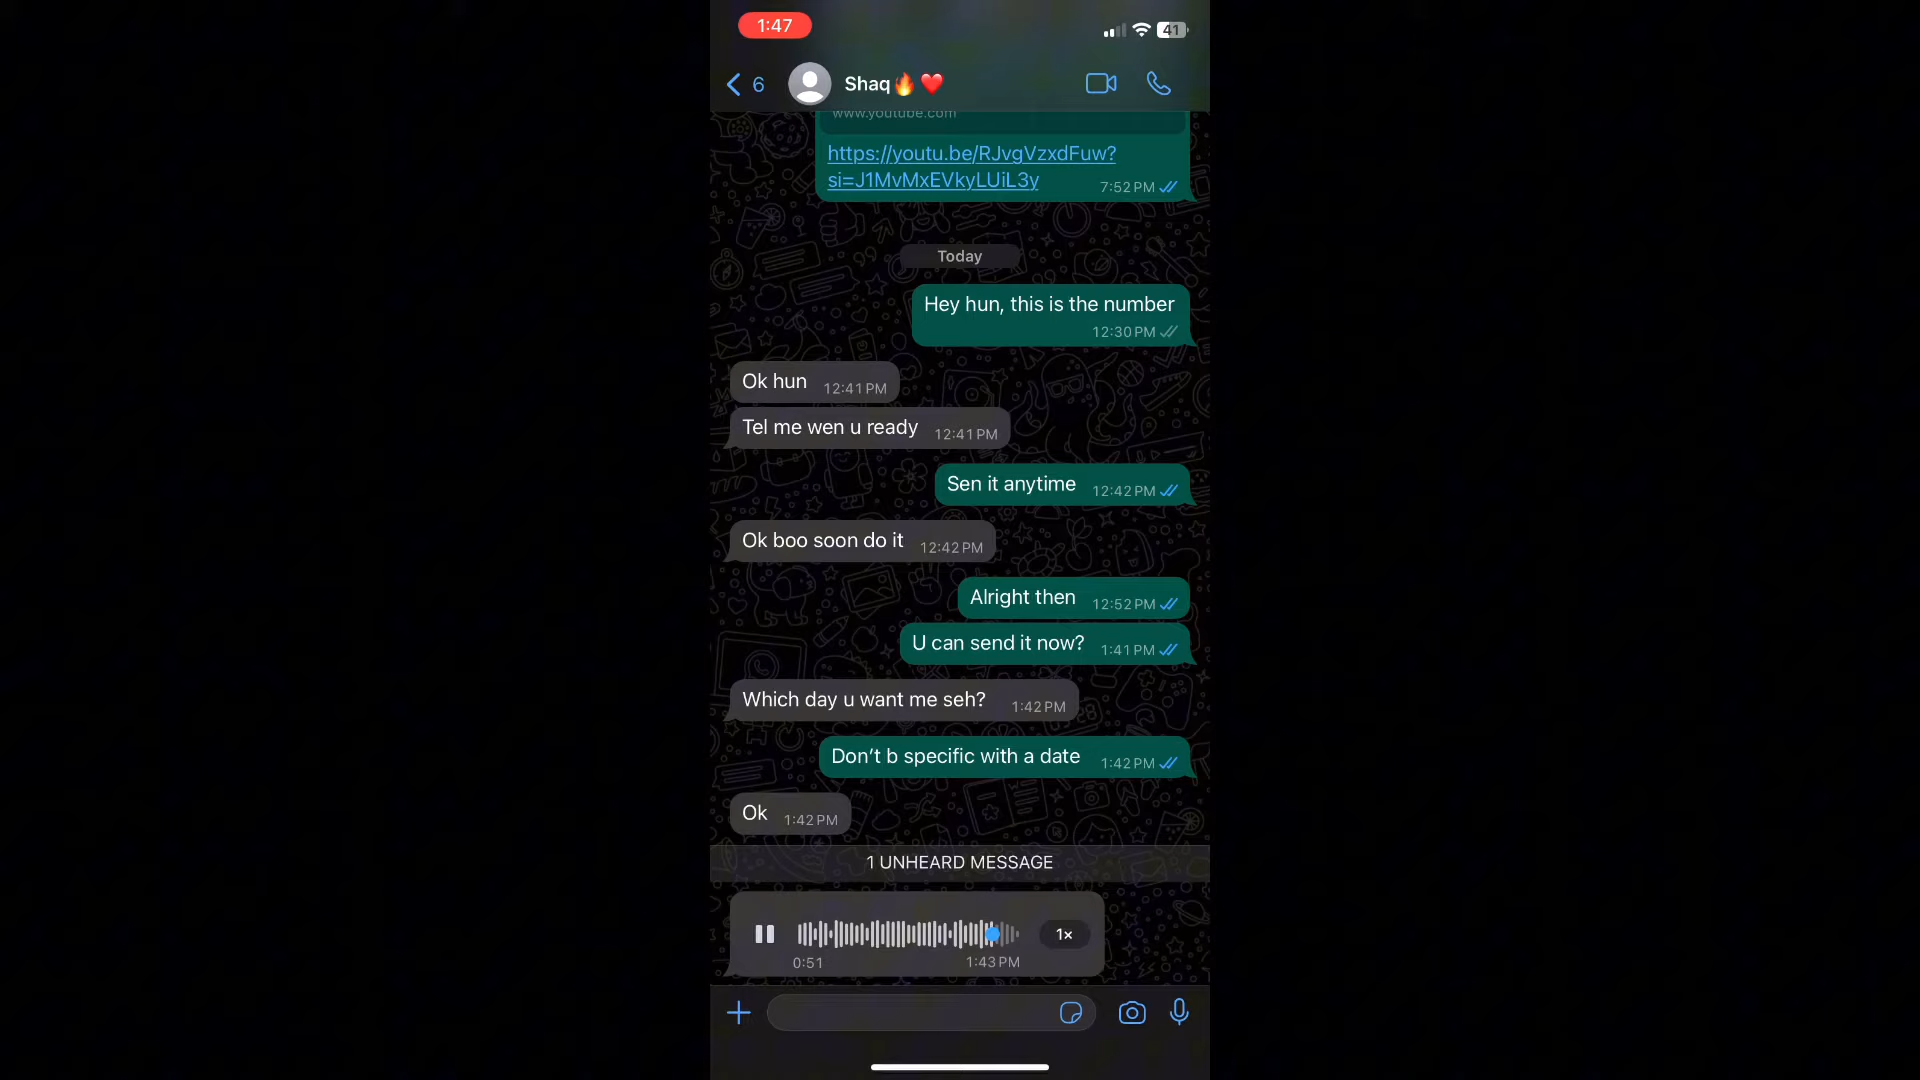 1:47
41
6
Shaq🔥❤️
www.youtube.com
https://youtu.be/RJvgVzxdFuw?
si=J1MvMxEVkyLUiL3y
7:52 PM
Today
Hey hun, this is the number
12:30 PM
Ok hun 12:41 PM
Tel me wen u ready 12:41 PM
Sen it anytime 12:42 PM
Ok boo soon do it 12:42 PM
Alright then 12:52 PM
U can send it now? 1:41 PM
Which day u want me seh? 1:42 PM
Don’t b specific with a date 1:42 PM
Ok 1:42 PM
1 UNHEARD MESSAGE
1×
0:51 1:43 PM